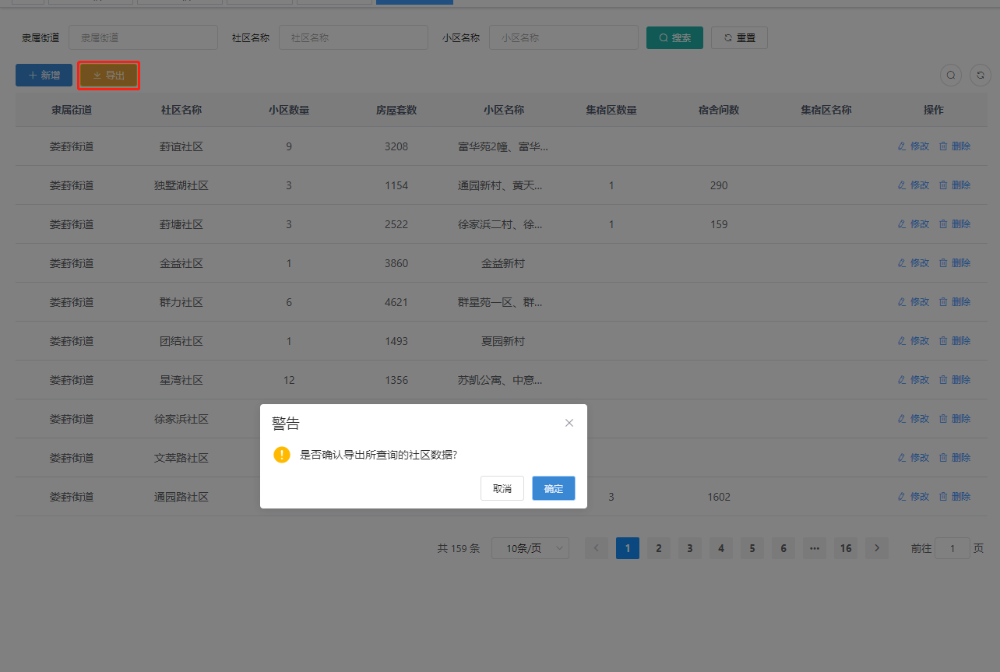 隶属街道 隶属街道 社区名称 社区名称 小区名称 小区名称 搜索 重置
新增 导出
隶属街道 社区名称 小区数量 房屋套数 小区名称 集宿区数量 宿舍间数 集宿区名称 操作
娄葑街道 葑谊社区 9 3208 富华苑2幢、富华... 修改 删除
娄葑街道 独墅湖社区 3 1154 通园新村、黄天... 1 290 修改 删除
娄葑街道 葑塘社区 3 2522 徐家浜二村、徐... 1 159 修改 删除
娄葑街道 金益社区 1 3860 金益新村 修改 删除
娄葑街道 群力社区 6 4621 群星苑一区、群... 修改 删除
娄葑街道 团结社区 1 1493 夏园新村 修改 删除
娄葑街道 星湾社区 12 1356 苏凯公寓、中意... 修改 删除
娄葑街道 徐家浜社区 修改 删除
娄葑街道 文萃路社区 修改 删除
娄葑街道 通园路社区 3 1602 修改 删除
警告
是否确认导出所查询的社区数据?
取消 确定
共 159 条 10条/页 1 2 3 4 5 6 ··· 16 前往 1 页